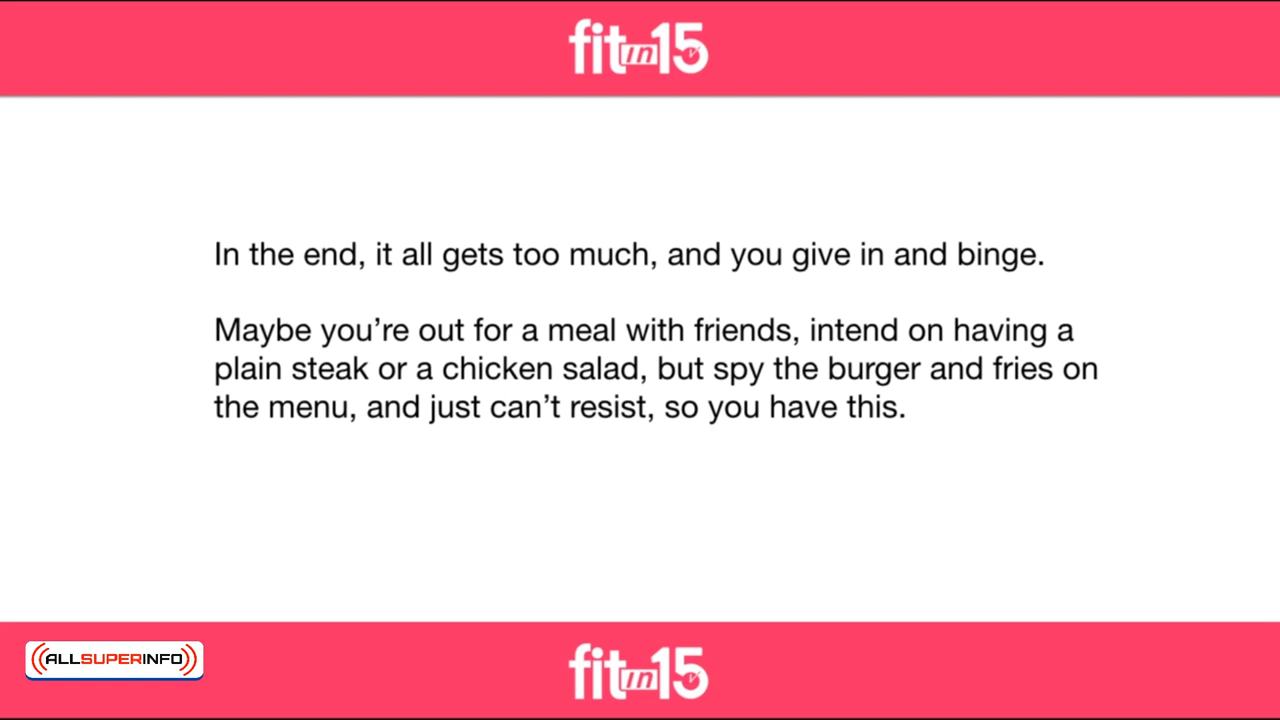 fit in 15
In the end, it all gets too much, and you give in and binge.
Maybe you’re out for a meal with friends, intend on having a
plain steak or a chicken salad, but spy the burger and fries on
the menu, and just can’t resist, so you have this.
((ALLSUPERINFO))
fit in 15